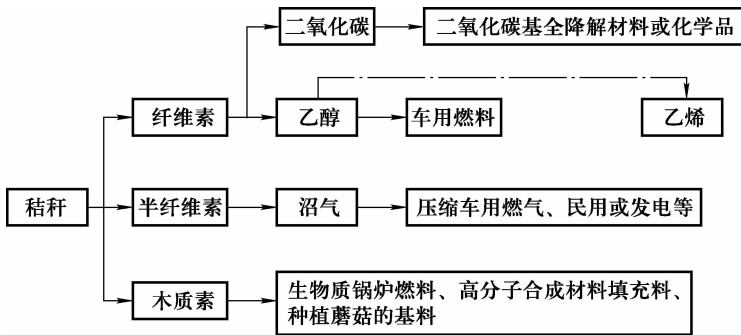 二氧化碳
二氧化碳基全降解材料或化学品
纤维素
乙醇
车用燃料
乙烯
秸秆
半纤维素
沼气
压缩车用燃气、民用或发电等
木质素
生物质锅炉燃料、高分子合成材料填充料、
种植蘑菇的基料